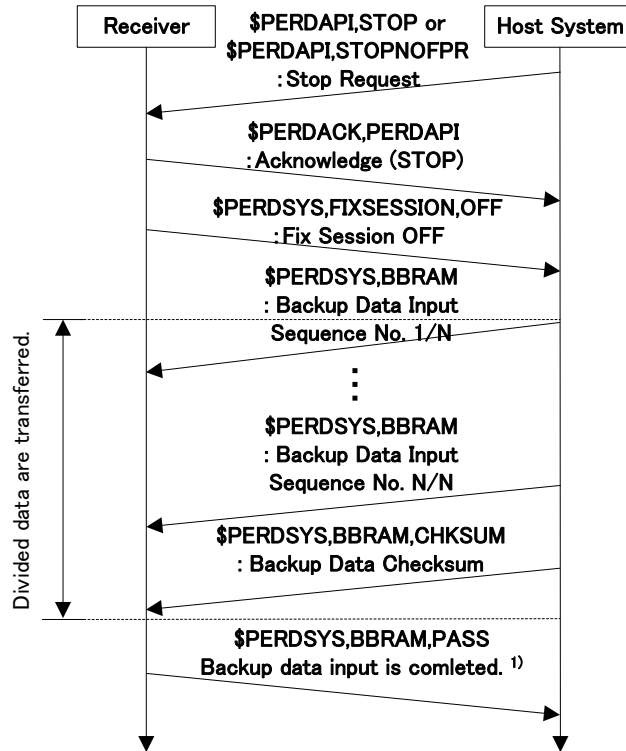 Receiver
Host System
$PERDAPI,STOP or
$PERDAPI,STOPNOFPR
:Stop Request
$PERDACK,PERDAPI
:Acknowledge (STOP)
$PERDSYS,FIXSESSION,OFF
:Fix Session OFF
$PERDSYS,BBRAM
: Backup Data Input
Sequence No. 1/N
Divided data are transferred.
$PERDSYS,BBRAM
: Backup Data Input
Sequence No. N/N
$PERDSYS,BBRAM,CHKSUM
: Backup Data Checksum
$PERDSYS,BBRAM,PASS
Backup data input is comleted. 1)